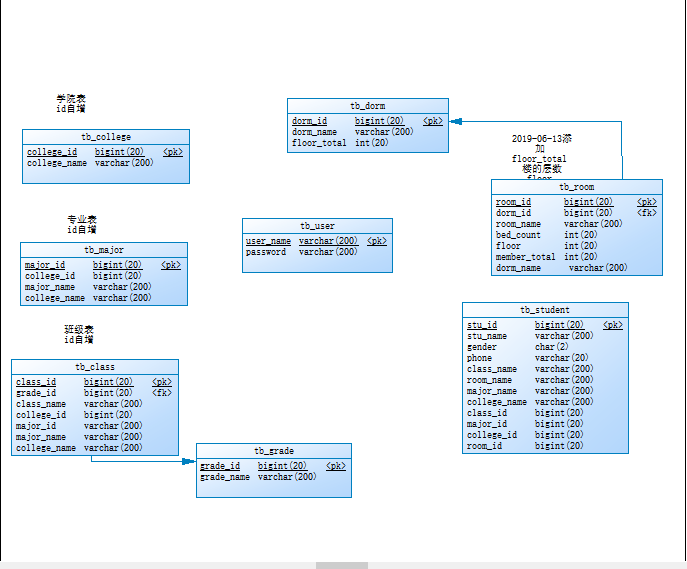 学院表
id自增
tb_college
college_id bigint(20) <pk>
college_name varchar(200)
tb_dorm
dorm_id bigint(20) <pk>
dorm_name varchar(200)
floor_total int(20)
2019-06-13添
加
floor_total
楼的层数
floor
tb_room
room_id bigint(20) <pk>
dorm_id bigint(20) <fk>
room_name varchar(200)
bed_count int(20)
floor int(20)
member_total int(20)
dorm_name varchar(200)
专业表
id自增
tb_major
major_id bigint(20) <pk>
college_id bigint(20)
major_name varchar(200)
college_name varchar(200)
tb_user
user_name varchar(200) <pk>
password varchar(200)
班级表
id自增
tb_class
class_id bigint(20) <pk>
grade_id bigint(20) <fk>
class_name varchar(200)
college_id bigint(20)
major_id varchar(200)
major_name varchar(200)
college_name varchar(200)
tb_student
stu_id bigint(20) <pk>
stu_name varchar(200)
gender char(2)
phone varchar(20)
class_name varchar(200)
room_name varchar(200)
major_name varchar(200)
college_name varchar(200)
class_id bigint(20)
major_id bigint(20)
college_id bigint(20)
room_id bigint(20)
tb_grade
grade_id bigint(20) <pk>
grade_name varchar(200)